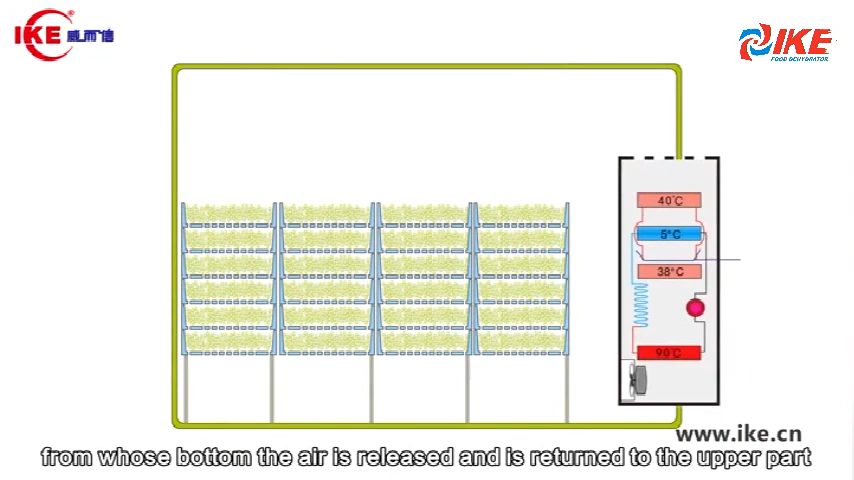 IKE 威而信
IKE
FOOD DEHYDRATOR
40℃
5°C
38°C
90℃
www.ike.cn
from whose bottom the air is released and is returned to the upper part